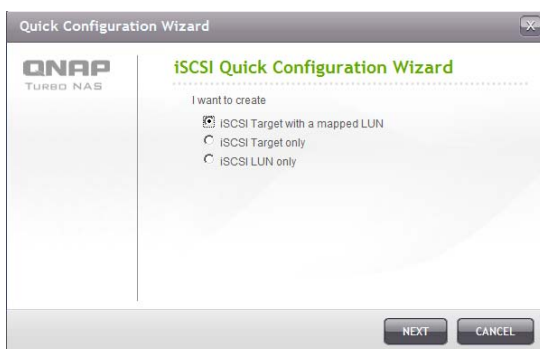 Quick Configuration Wizard
X
QNAP
TURBO NAS
iSCSI Quick Configuration Wizard
I want to create
iSCSI Target with a mapped LUN
iSCSI Target only
iSCSI LUN only
NEXT
CANCEL